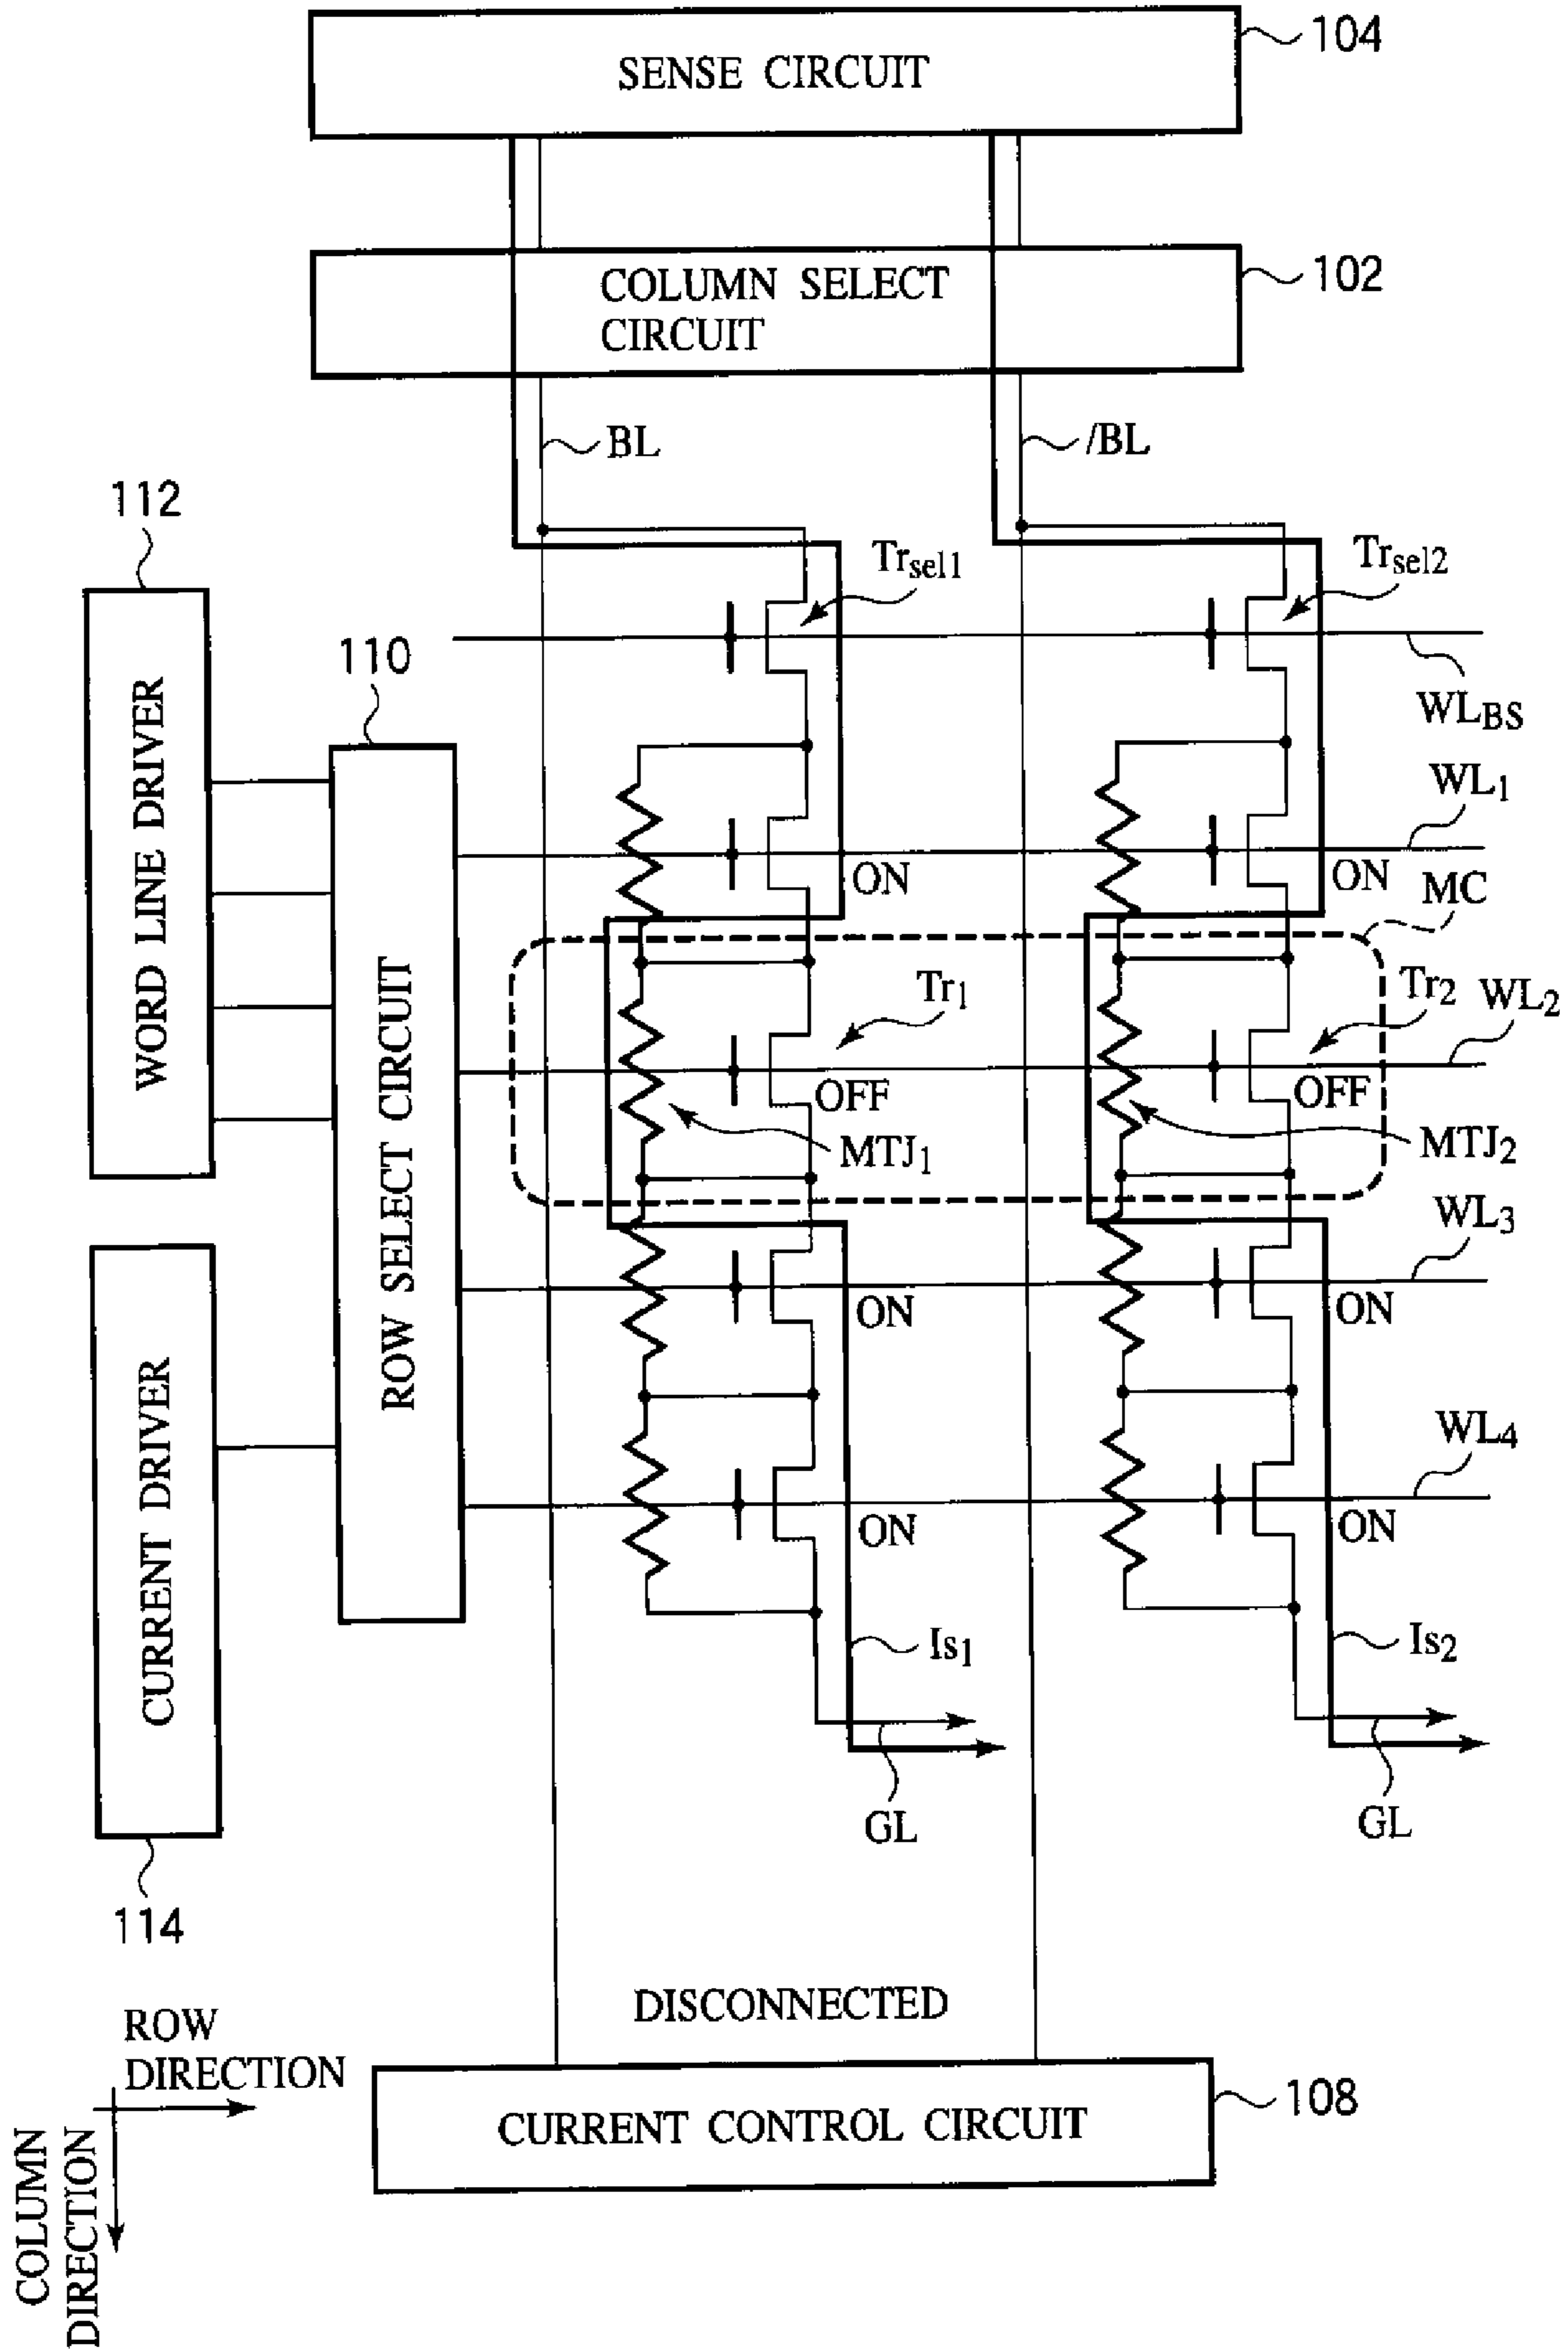 SENSE CIRCUIT
104
COLUMN SELECT
CIRCUIT
102
BL
/BL
112
Trsel1
Trsel2
110
WORD LINE DRIVER
WLBS
WL1
ON
ON
MC
ROW SELECT CIRCUIT
Tr1
Tr2
WL2
OFF
OFF
MTJ1
MTJ2
WL3
ON
ON
CURRENT DRIVER
WL4
ON
ON
Is1
Is2
GL
GL
114
DISCONNECTED
ROW
DIRECTION
108
CURRENT CONTROL CIRCUIT
COLUMN
DIRECTION